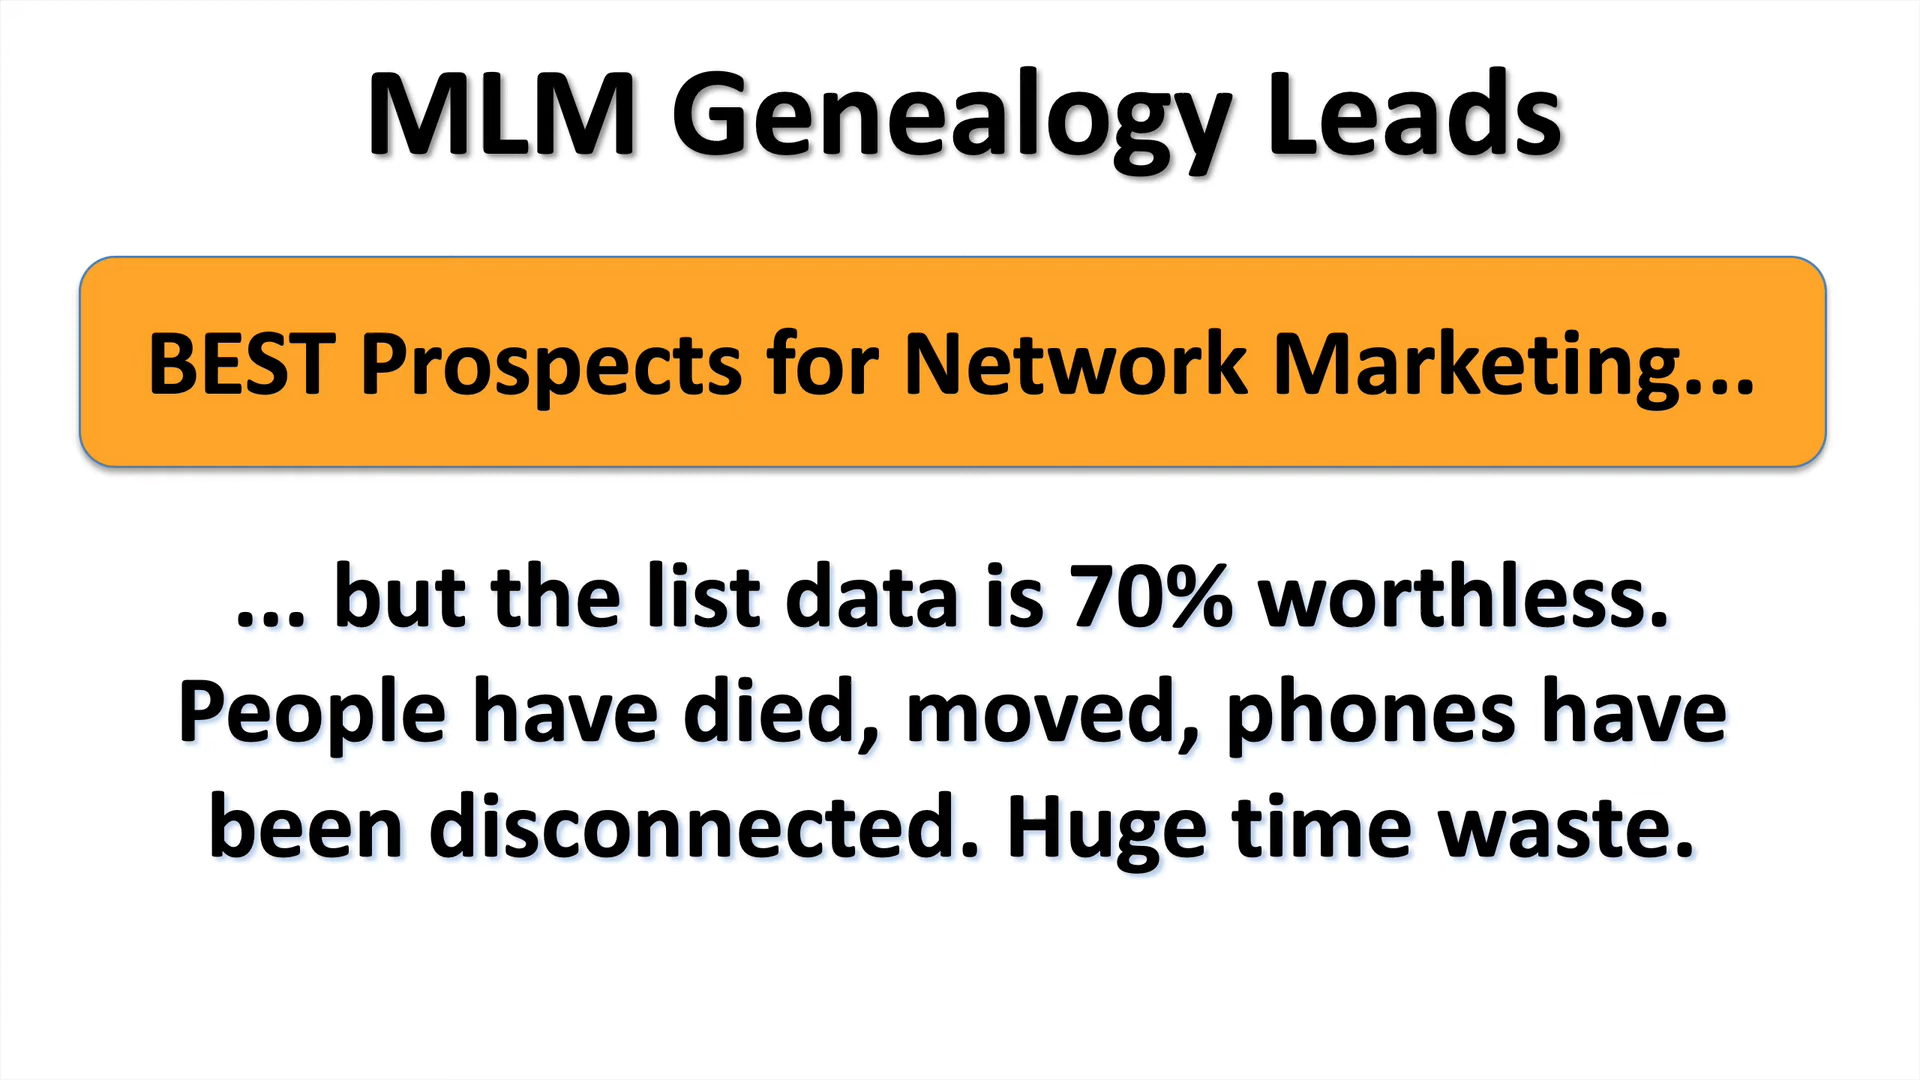 MLM Genealogy Leads
BEST Prospects for Network Marketing...
... but the list data is 70% worthless.
People have died, moved, phones have
been disconnected. Huge time waste.